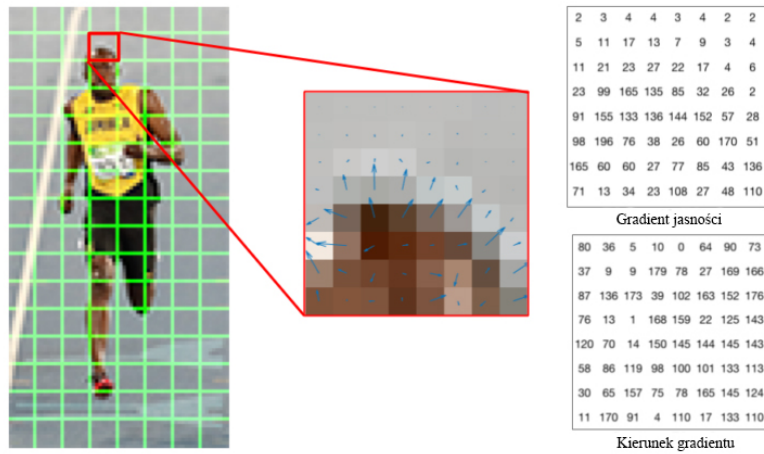 2 3 4 4 3 4 2 2
5 11 17 13 7 9 3 4
11 21 23 27 22 17 4 6
23 99 165 135 85 32 26 2
91 155 133 136 144 152 57 28
98 196 76 38 26 60 170 51
165 60 60 27 77 85 43 136
71 13 34 23 108 27 48 110
Gradient jasności
80 36 5 10 0 64 90 73
37 9 9 179 78 27 169 166
87 136 173 39 102 163 152 176
76 13 1 168 159 22 125 143
120 70 14 150 145 144 145 143
58 86 119 98 100 101 133 113
30 65 157 75 78 165 145 124
11 170 91 4 110 17 133 110
Kierunek gradientu